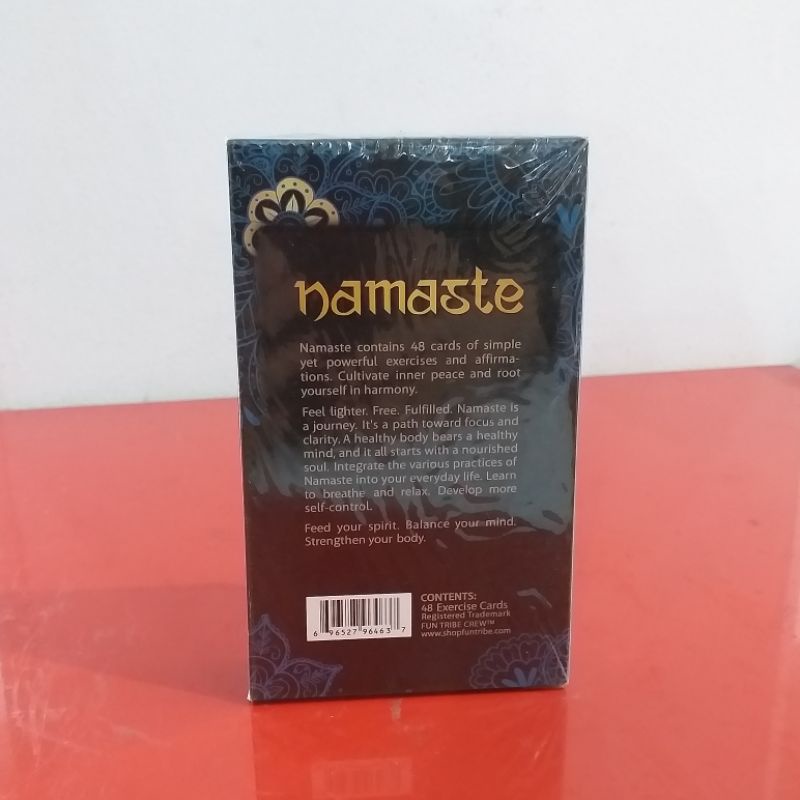 namaste
Namaste contains 48 cards of simple
yet powerful exercises and affirma-
tions. Cultivate inner peace and root
yourself in harmony.
Feel lighter. Free. Fulfilled. Namaste is
a journey. It's a path toward focus and
clarity. A healthy body bears a healthy
mind, and it all starts with a nourished
soul. Integrate the various practices of
Namaste into your everyday life. Learn
to breathe and relax. Develop more
self-control.
Feed your spirit. Balance your mind.
Strengthen your body.
CONTENTS:
48 Exercise Cards
Registered Trademark
FUN TRIBE CREW™
www.shopfuntribe.com
6 96527 96463 7